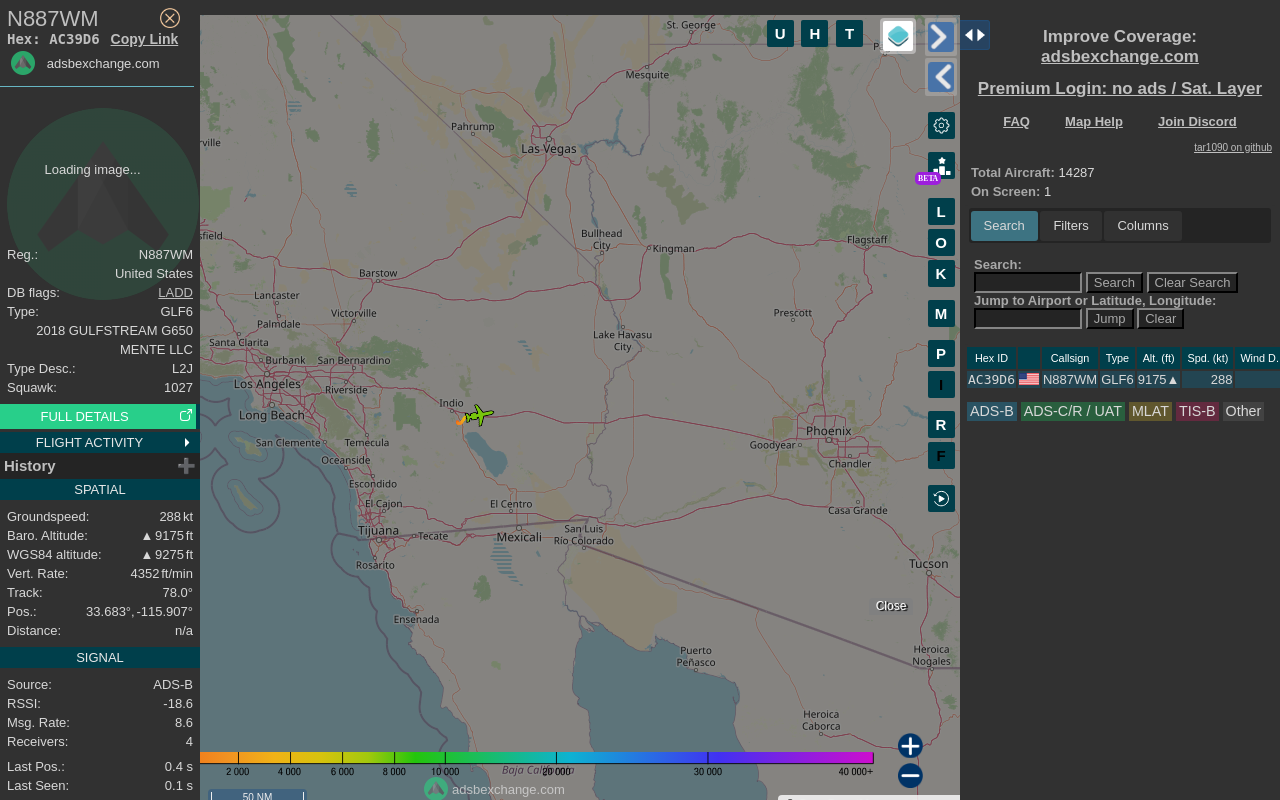 N887WM
Hex: AC39D6 Copy Link
adsbexchange.com
Loading image...
Reg.: N887WM
United States
DB flags: LADD
Type: GLF6
2018 GULFSTREAM G650
MENTE LLC
Type Desc.: L2J
Squawk: 1027
FULL DETAILS
FLIGHT ACTIVITY
History
SPATIAL
Groundspeed: 288 kt
Baro. Altitude: ▲ 9175 ft
WGS84 altitude: ▲ 9275 ft
Vert. Rate: 4352 ft/min
Track: 78.0°
Pos.: 33.683°, -115.907°
Distance: n/a
SIGNAL
Source: ADS-B
RSSI: -18.6
Msg. Rate: 8.6
Receivers: 4
Last Pos.: 0.4 s
Last Seen: 0.1 s
St. George
Mesquite
Pahrump
Las Vegas
rville
sfield
Bullhead
City
Kingman
Flagstaff
Barstow
Lancaster
Palmdale
Victorville
Prescott
Lake Havasu
City
Santa Clarita
Burbank
San Bernardino
Los Angeles
Riverside
Long Beach
Indio
San Clemente
Temecula
Phoenix
Goodyear
Chandler
Oceanside
Escondido
El Cajon
El Centro
Casa Grande
Tijuana
Tecate
Mexicali
San Luis
Río Colorado
Rosarito
Tucson
Ensenada
Close
Puerto
Peñasco
Heroica
Nogales
Heroica
Caborca
Baja California
2 000 4 000 6 000 8 000 10 000 20 000 30 000 40 000+
adsbexchange.com
50 NM
U H T
BETA
L
O
K
M
P
I
R
F
Improve Coverage:
adsbexchange.com
Premium Login: no ads / Sat. Layer
FAQ Map Help Join Discord
tar1090 on github
Total Aircraft: 14287
On Screen: 1
Search Filters Columns
Search:
Search Clear Search
Jump to Airport or Latitude, Longitude:
Jump Clear
Hex ID Callsign Type Alt. (ft) Spd. (kt) Wind D.
AC39D6 N887WM GLF6 9175▲ 288
ADS-B ADS-C/R / UAT MLAT TIS-B Other